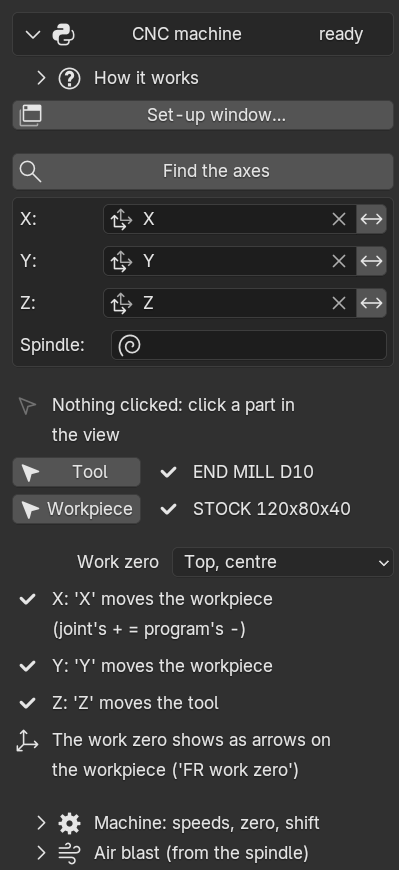 CNC machine ready
How it works
Set-up window...
Find the axes
X: X
Y: Y
Z: Z
Spindle:
Nothing clicked: click a part in
the view
Tool END MILL D10
Workpiece STOCK 120x80x40
Work zero Top, centre
X: 'X' moves the workpiece
(joint's + = program's -)
Y: 'Y' moves the workpiece
Z: 'Z' moves the tool
The work zero shows as arrows on
the workpiece ('FR work zero')
Machine: speeds, zero, shift
Air blast (from the spindle)